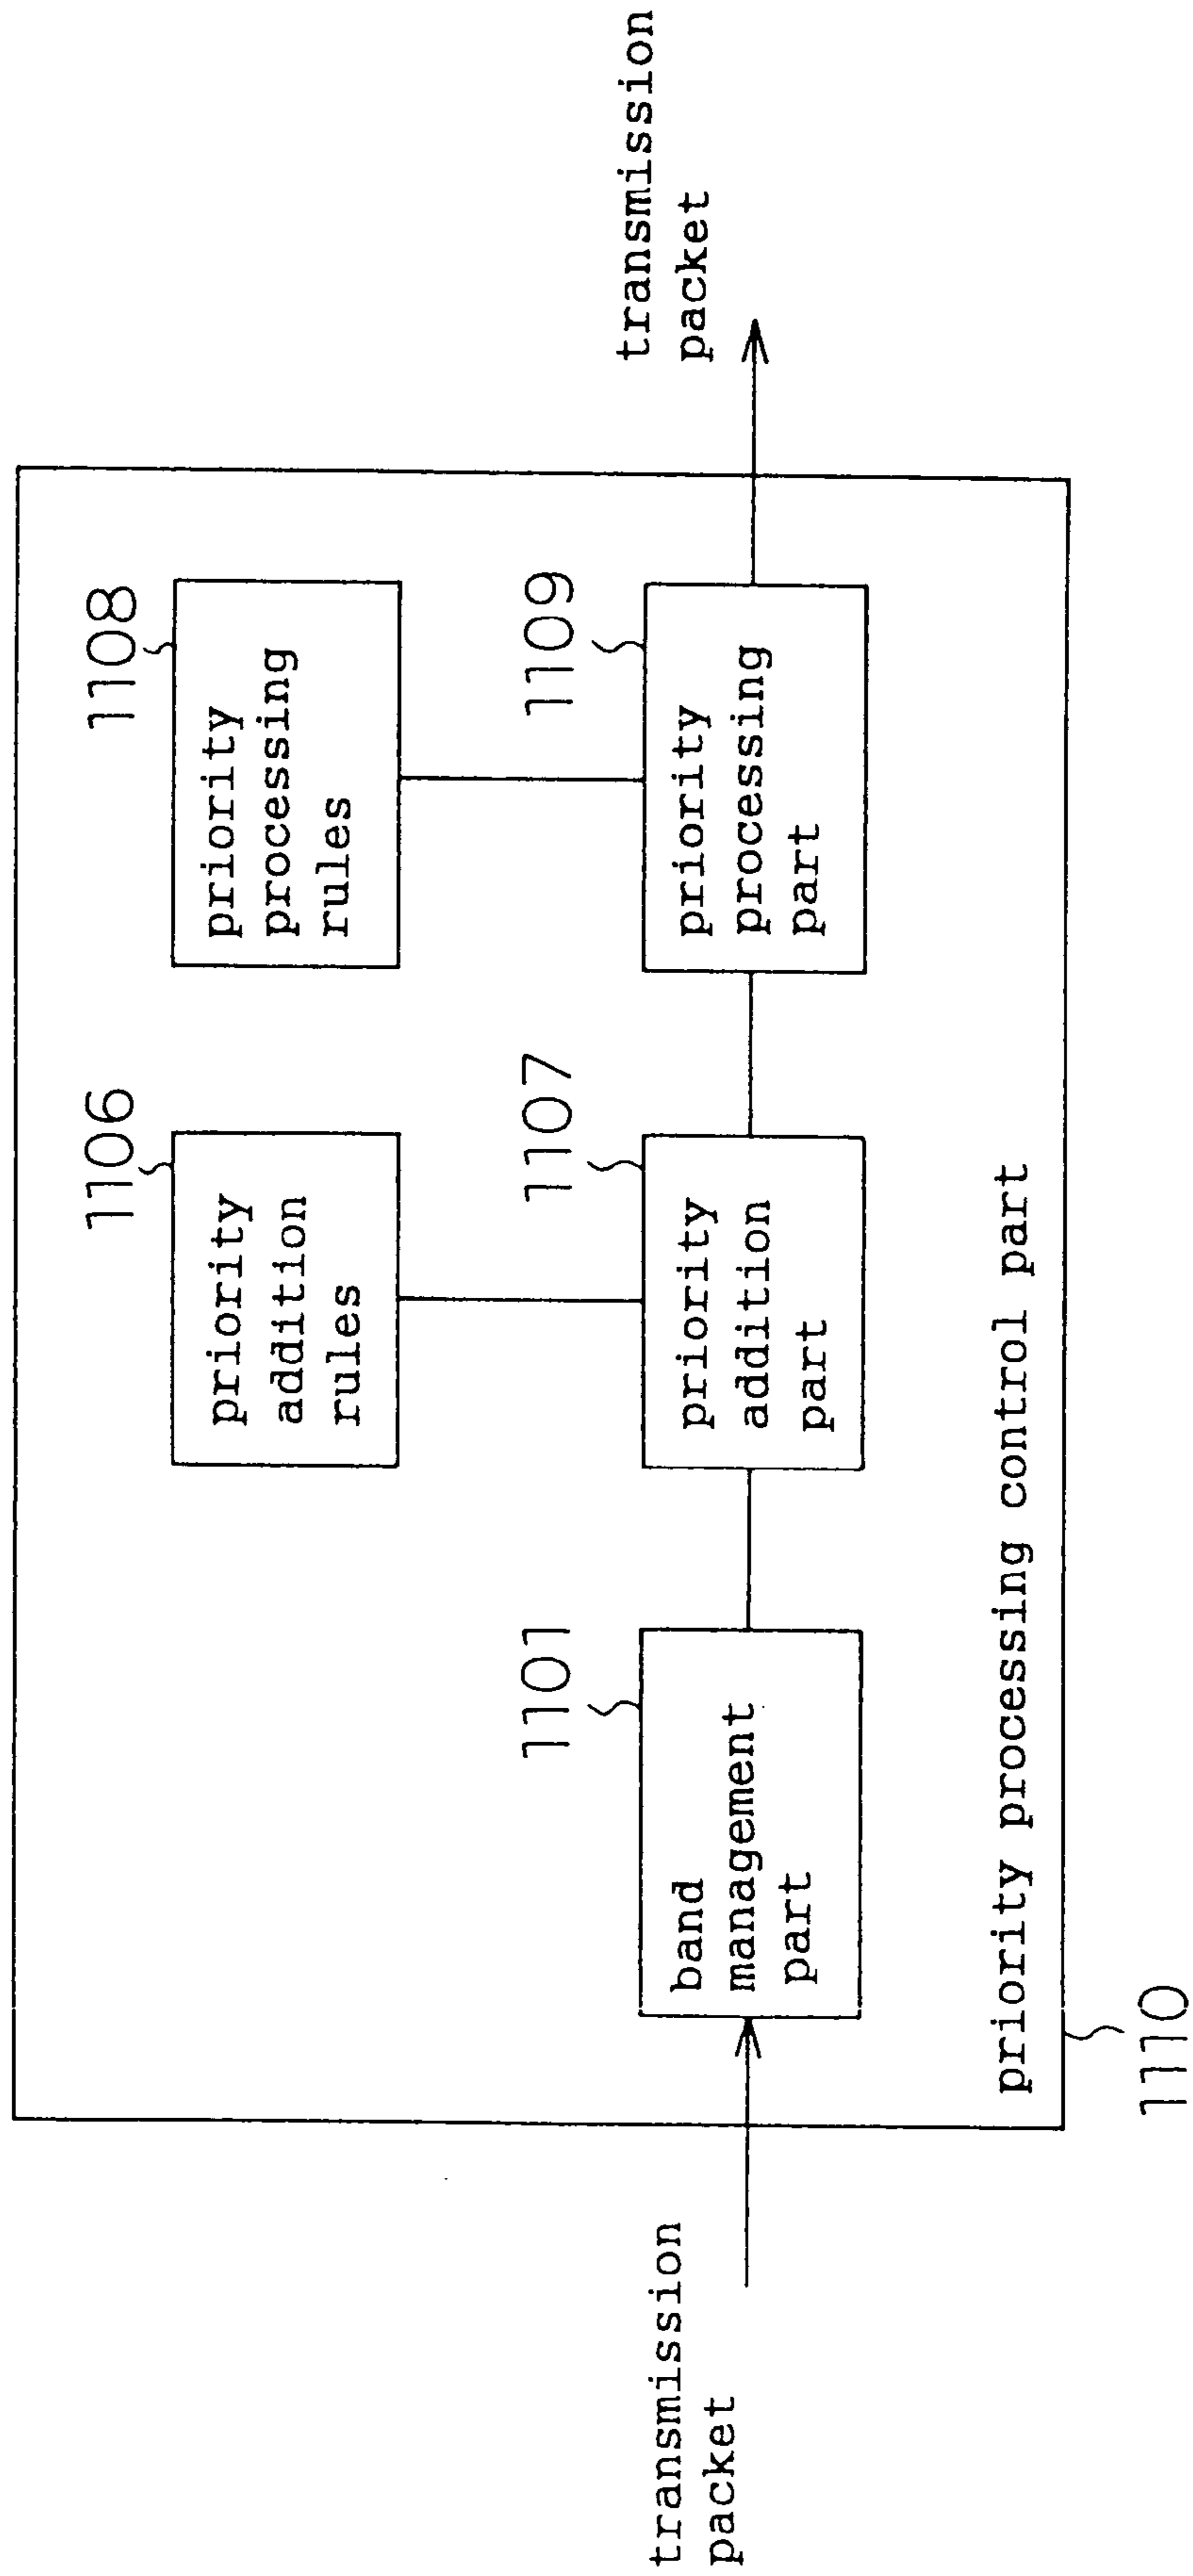 1106
priority
addition
rules
1108
priority
processing
rules
transmission
packet
1101
band
management
part
1107
priority
addition
part
1109
priority
processing
part
transmission
packet
priority processing control part
1110